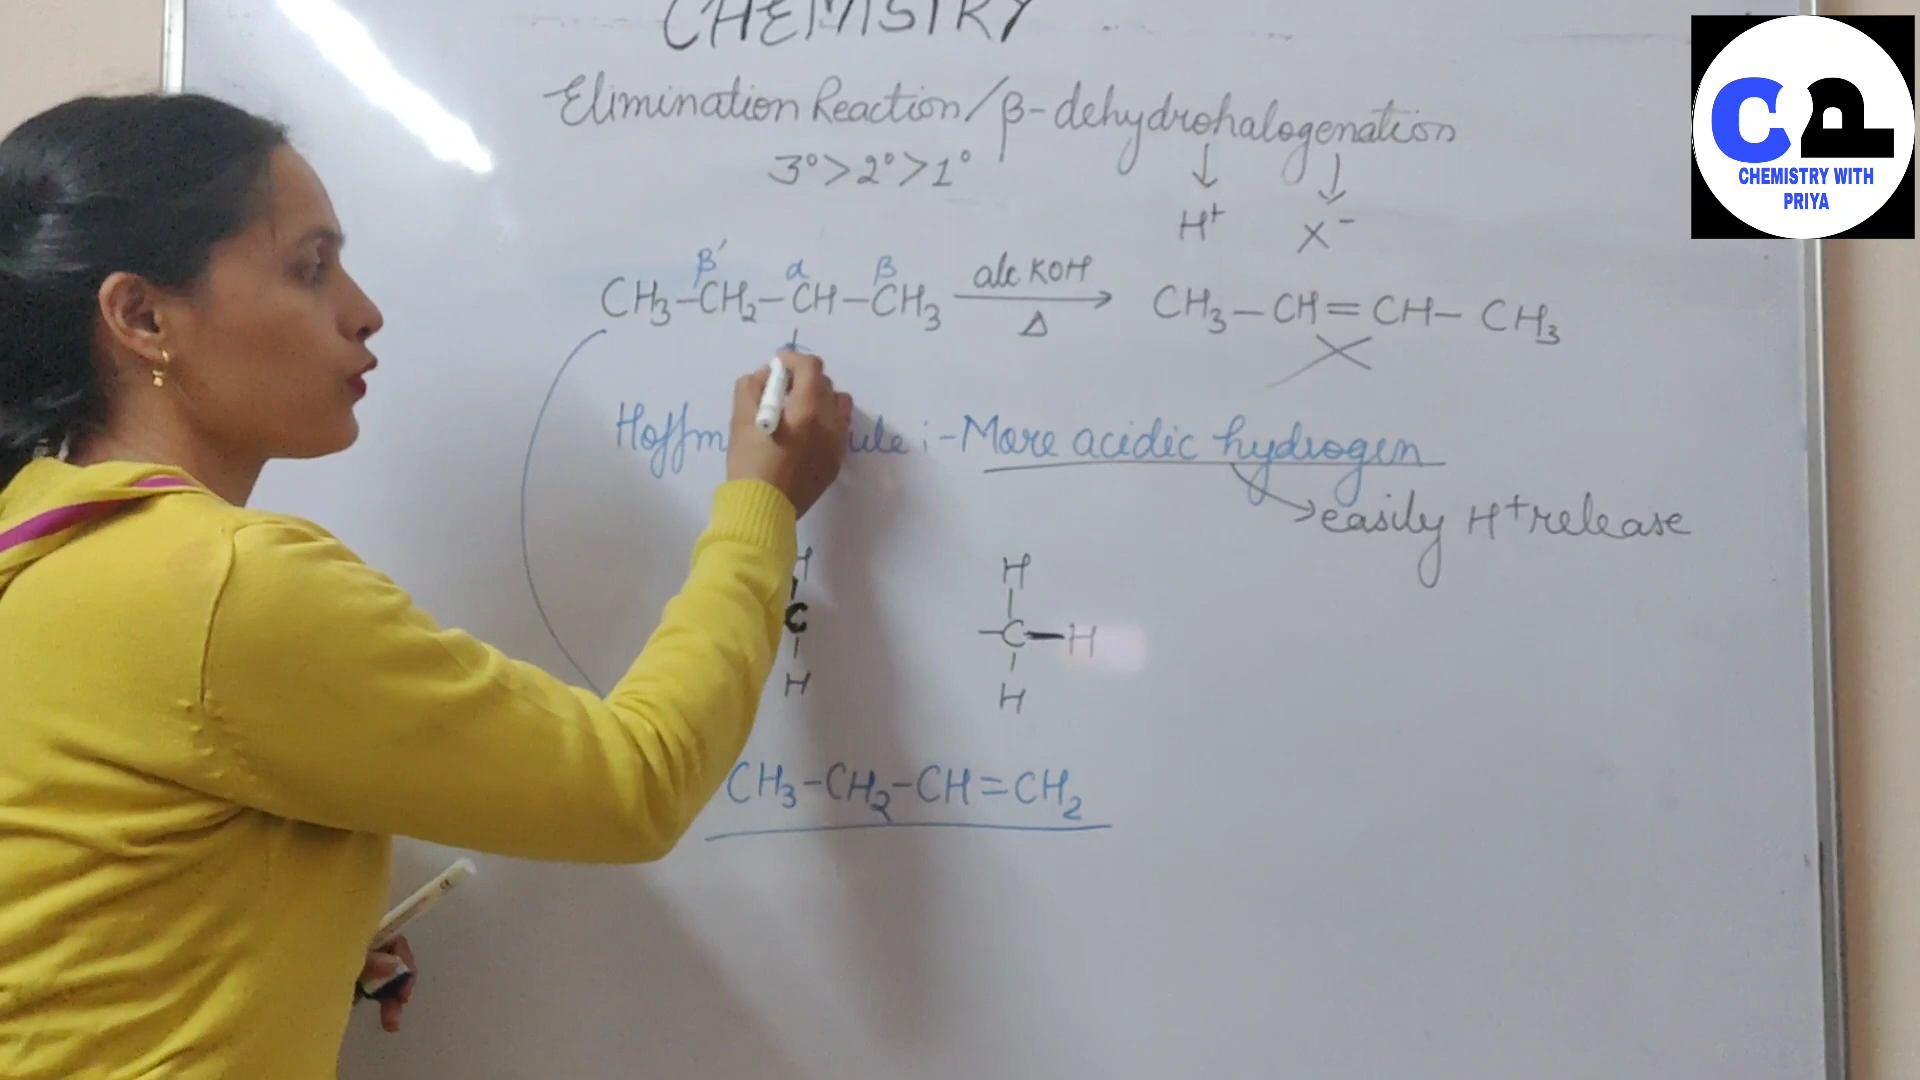 CHEMISTRY
Elimination Reaction/β-dehydrohalogenation
3°>2°>1°
↓ ↓
H⁺ X⁻
β′ α β
CH₃–CH₂–CH–CH₃ alc KOH Δ → CH₃–CH=CH–CH₃
:-More acidic hydrogen
→easily H⁺release
H H
C –C–H
H H
CH₃-CH₂-CH=CH₂
CP
CHEMISTRY WITH
PRIYA